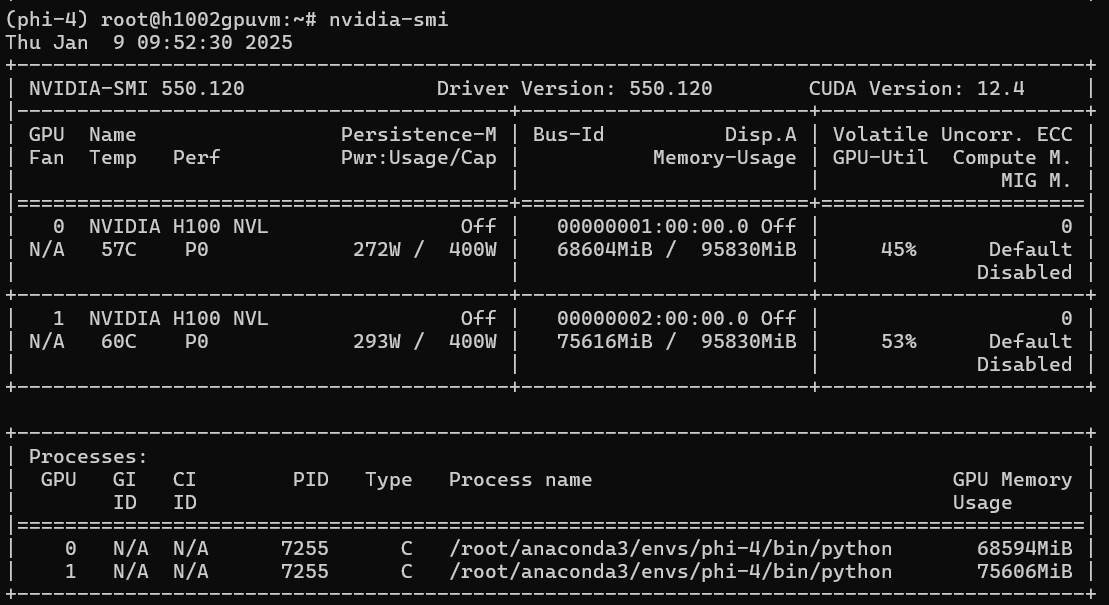 (phi-4) root@h1002gpuvm:~# nvidia-smi
Thu Jan  9 09:52:30 2025
+-----------------------------------------------------------------------------------------+
| NVIDIA-SMI 550.120                Driver Version: 550.120        CUDA Version: 12.4     |
|-----------------------------------------+------------------------+----------------------+
| GPU  Name                 Persistence-M | Bus-Id          Disp.A | Volatile Uncorr. ECC |
| Fan  Temp   Perf          Pwr:Usage/Cap |           Memory-Usage | GPU-Util  Compute M. |
|                                         |                        |               MIG M. |
|=========================================+========================+======================|
|   0  NVIDIA H100 NVL                Off |   00000001:00:00.0 Off |                    0 |
| N/A   57C    P0            272W /  400W |   68604MiB /  95830MiB |     45%      Default |
|                                         |                        |             Disabled |
+-----------------------------------------+------------------------+----------------------+
|   1  NVIDIA H100 NVL                Off |   00000002:00:00.0 Off |                    0 |
| N/A   60C    P0            293W /  400W |   75616MiB /  95830MiB |     53%      Default |
|                                         |                        |             Disabled |
+-----------------------------------------+------------------------+----------------------+

+-----------------------------------------------------------------------------------------+
| Processes:                                                                              |
|  GPU   GI   CI        PID   Type   Process name                              GPU Memory |
|        ID   ID                                                               Usage      |
|=========================================================================================|
|    0   N/A  N/A      7255      C   /root/anaconda3/envs/phi-4/bin/python       68594MiB |
|    1   N/A  N/A      7255      C   /root/anaconda3/envs/phi-4/bin/python       75606MiB |
+-----------------------------------------------------------------------------------------+